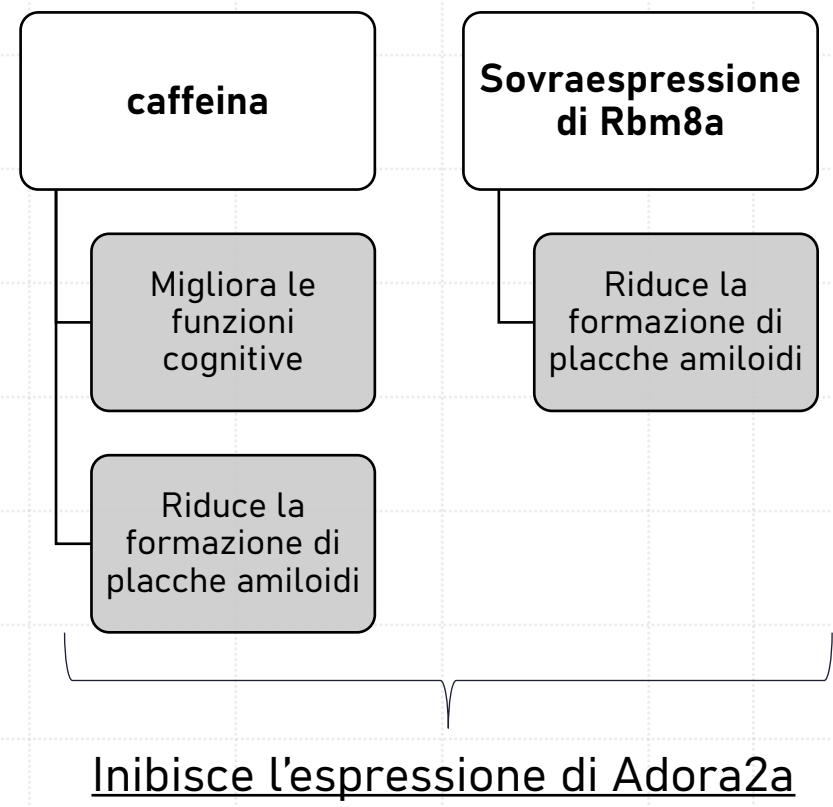 caffeina
Migliora le
funzioni
cognitive
Riduce la
formazione di
placche amiloidi
Sovraespressione
di Rbm8a
Riduce la
formazione di
placche amiloidi
Inibisce l’espressione di Adora2a